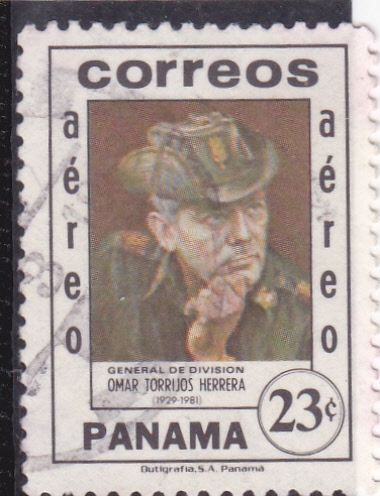 correos
aéreo
aéreo
GENERAL DE DIVISION
OMAR TORRIJOS HERRERA
(1929-1981)
23¢
PANAMA
Dutigrafia, S.A. Panamá